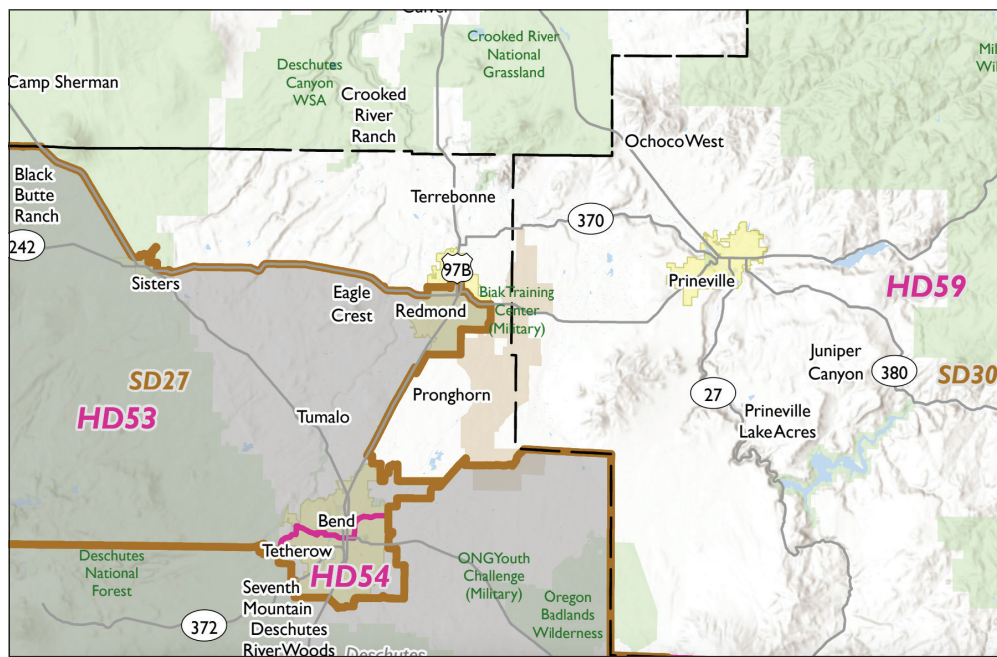 Culver
Camp Sherman
Deschutes
Canyon
WSA
Crooked River
National
Grassland
Crooked
River
Ranch
Ochoco West
Black
Butte
Ranch
242
Terrebonne
370
Sisters
97B
Eagle
Crest
Redmond
Biak Training
Center
(Military)
Prineville
HD59
SD27
HD53
Tumalo
Pronghorn
Juniper
Canyon
380
SD30
27
Prineville
Lake Acres
Bend
Tetherow
HD54
Deschutes
National
Forest
ONG Youth
Challenge
(Military)
Oregon
Badlands
Wilderness
Seventh
Mountain
372
Deschutes
River Woods
Deschutes